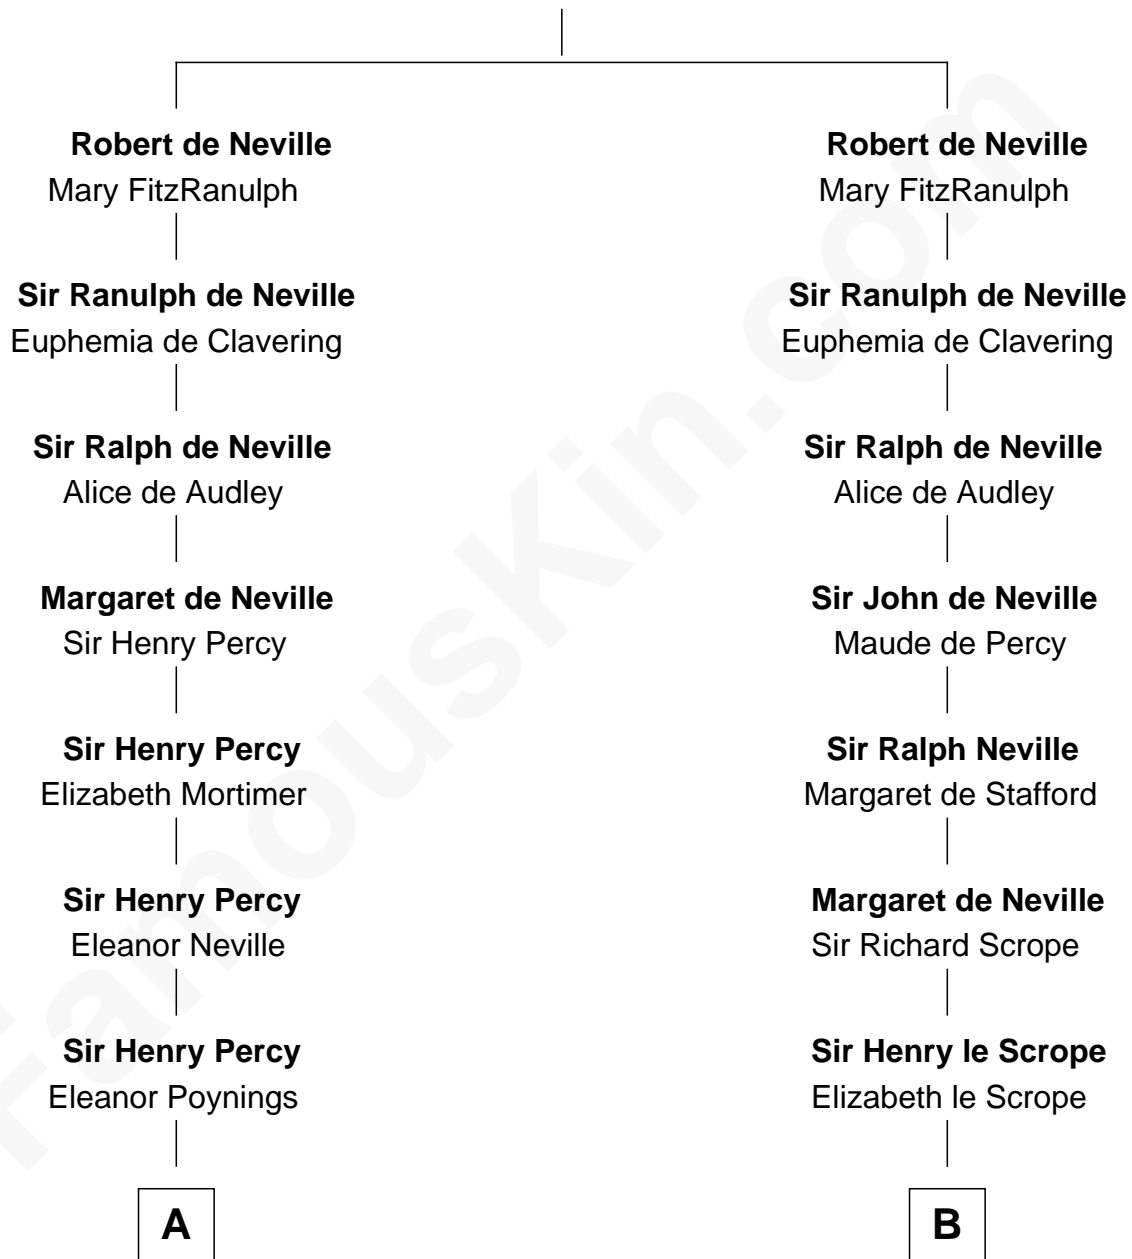 Robert de Neville
Mary FitzRanulph
Sir Ranulph de Neville
Euphemia de Clavering
Sir Ralph de Neville
Alice de Audley
Margaret de Neville
Sir Henry Percy
Sir Henry Percy
Elizabeth Mortimer
Sir Henry Percy
Eleanor Neville
Sir Henry Percy
Eleanor Poynings
A
Robert de Neville
Mary FitzRanulph
Sir Ranulph de Neville
Euphemia de Clavering
Sir Ralph de Neville
Alice de Audley
Sir John de Neville
Maude de Percy
Sir Ralph Neville
Margaret de Stafford
Margaret de Neville
Sir Richard Scrope
Sir Henry le Scrope
Elizabeth le Scrope
B
FamousKin.com